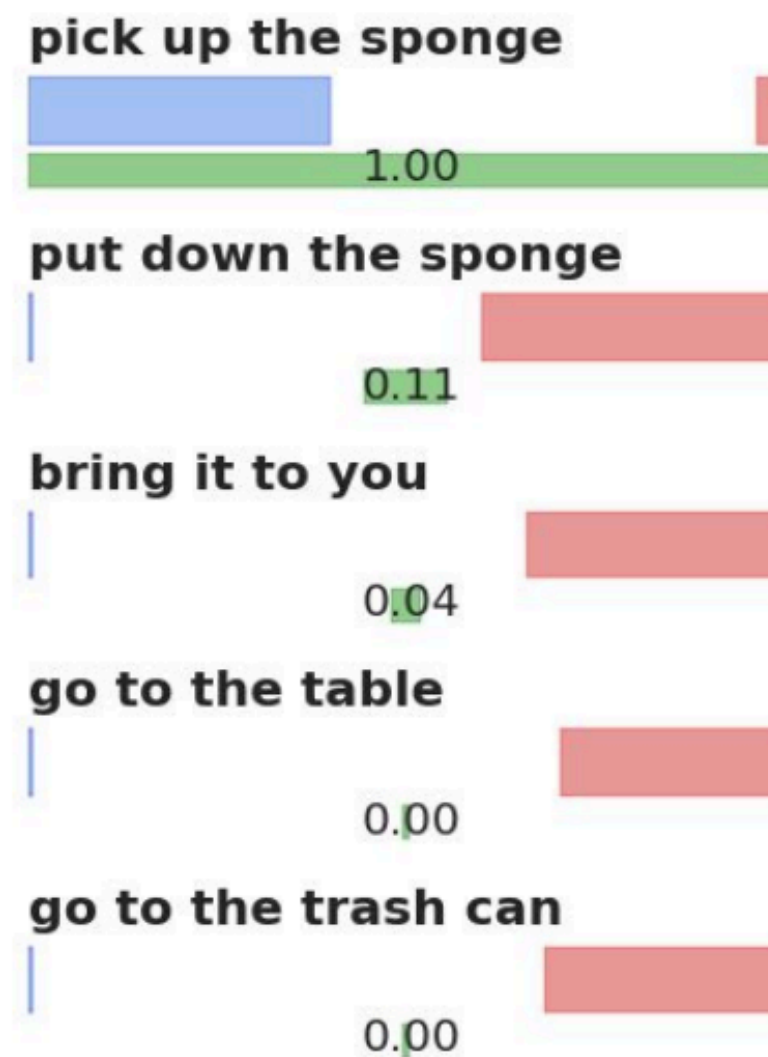 pick up the sponge
1.00
put down the sponge
0.11
bring it to you
0.04
go to the table
0.00
go to the trash can
0.00